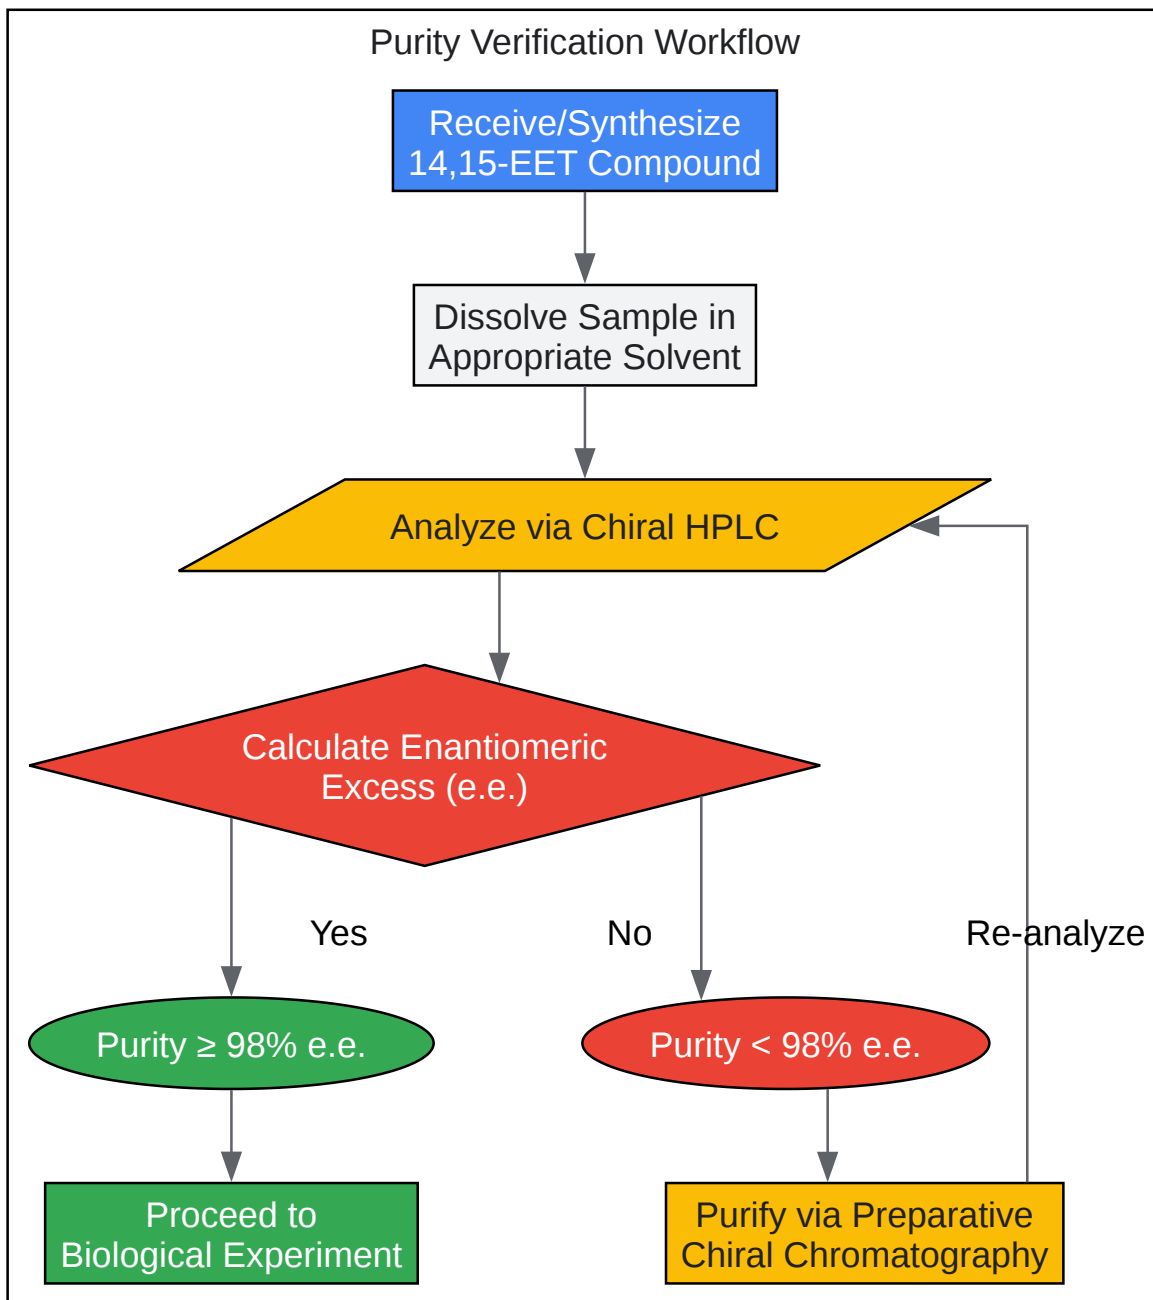 Purity Verification Workflow
Receive/Synthesize
14,15-EET Compound
Dissolve Sample in
Appropriate Solvent
Analyze via Chiral HPLC
Calculate Enantiomeric
Excess (e.e.)
Yes
No
Re-analyze
Purity ≥ 98% e.e.
Purity < 98% e.e.
Proceed to
Biological Experiment
Purify via Preparative
Chiral Chromatography